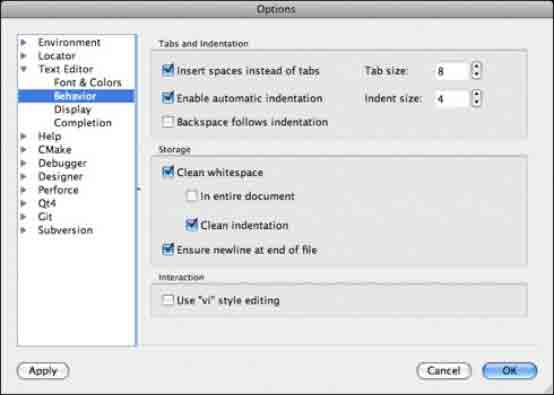 Options
Environment
Locator
Text Editor
Font & Colors
Behavior
Display
Completion
Help
CMake
Debugger
Designer
Perforce
Qt4
Git
Subversion
Tabs and Indentation
Insert spaces instead of tabs Tab size: 8
Enable automatic indentation Indent size: 4
Backspace follows indentation
Storage
Clean whitespace
In entire document
Clean indentation
Ensure newline at end of file
Interaction
Use "vi" style editing
Apply Cancel OK